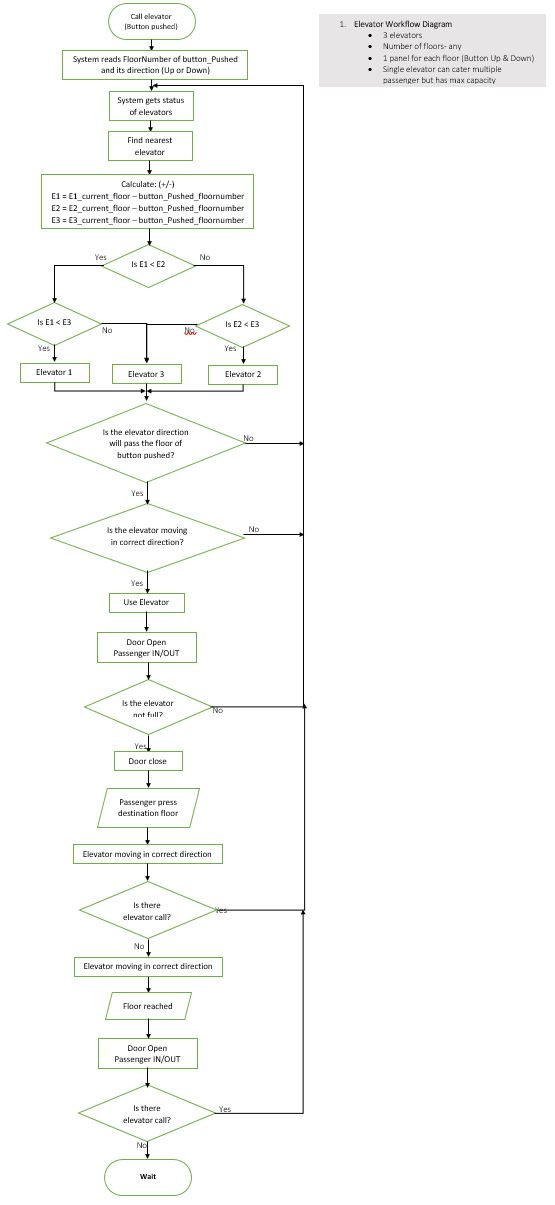 Call elevator
(Button pushed)
1. Elevator Workflow Diagram
• 3 elevators
• Number of floors- any
• 1 panel for each floor (Button Up & Down)
• Single elevator can cater multiple
passenger but has max capacity
System reads FloorNumber of button_Pushed
and its direction (Up or Down)
System gets status
of elevators
Find nearest
elevator
Calculate: (+/-)
E1 = E1_current_floor – button_Pushed_floornumber
E2 = E2_current_floor – button_Pushed_floornumber
E3 = E3_current_floor – button_Pushed_floornumber
Yes
No
Is E1 < E2
Is E1 < E3
No
No
Is E2 < E3
Yes
Yes
Elevator 1
Elevator 3
Elevator 2
Is the elevator direction
will pass the floor of
button pushed?
No
Yes
Is the elevator moving
in correct direction?
No
Yes
Use Elevator
Door Open
Passenger IN/OUT
Is the elevator
not full?
No
Yes
Door close
Passenger press
destination floor
Elevator moving in correct direction
Is there
elevator call?
Yes
No
Elevator moving in correct direction
Floor reached
Door Open
Passenger IN/OUT
Is there
elevator call?
Yes
No
Wait